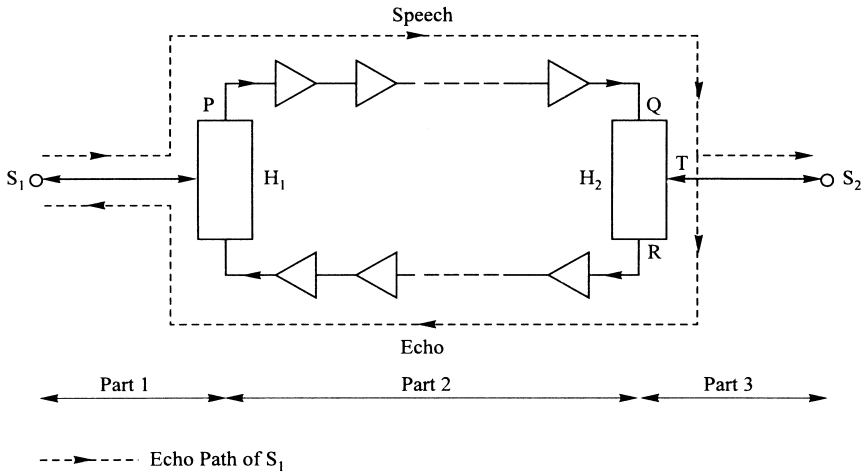 Speech
P
Q
S₁
H₁
H₂
T
S₂
R
Echo
Part 1
Part 2
Part 3
Echo Path of S₁